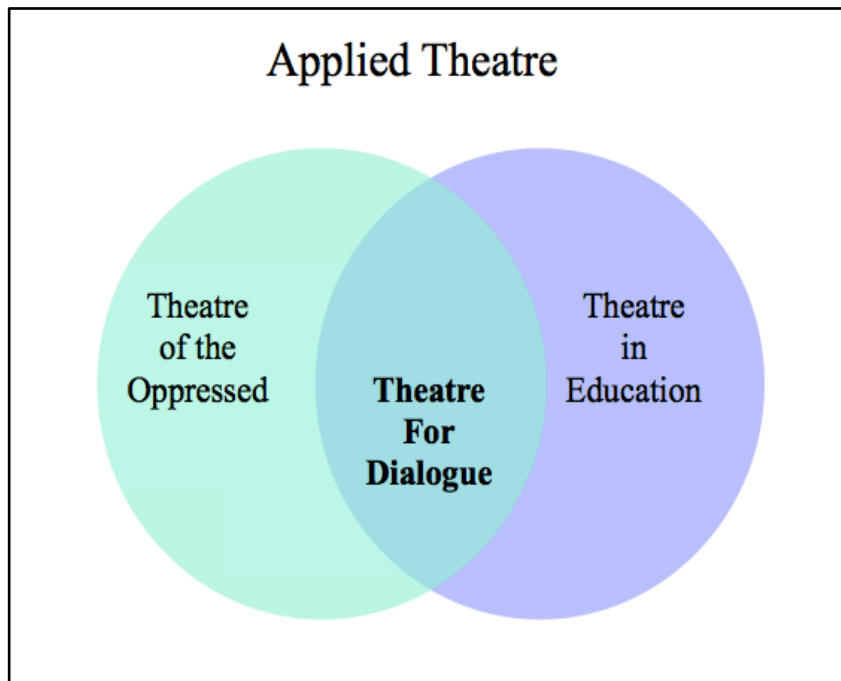 Applied Theatre
Theatre
of the
Oppressed
Theatre
For
Dialogue
Theatre
in
Education